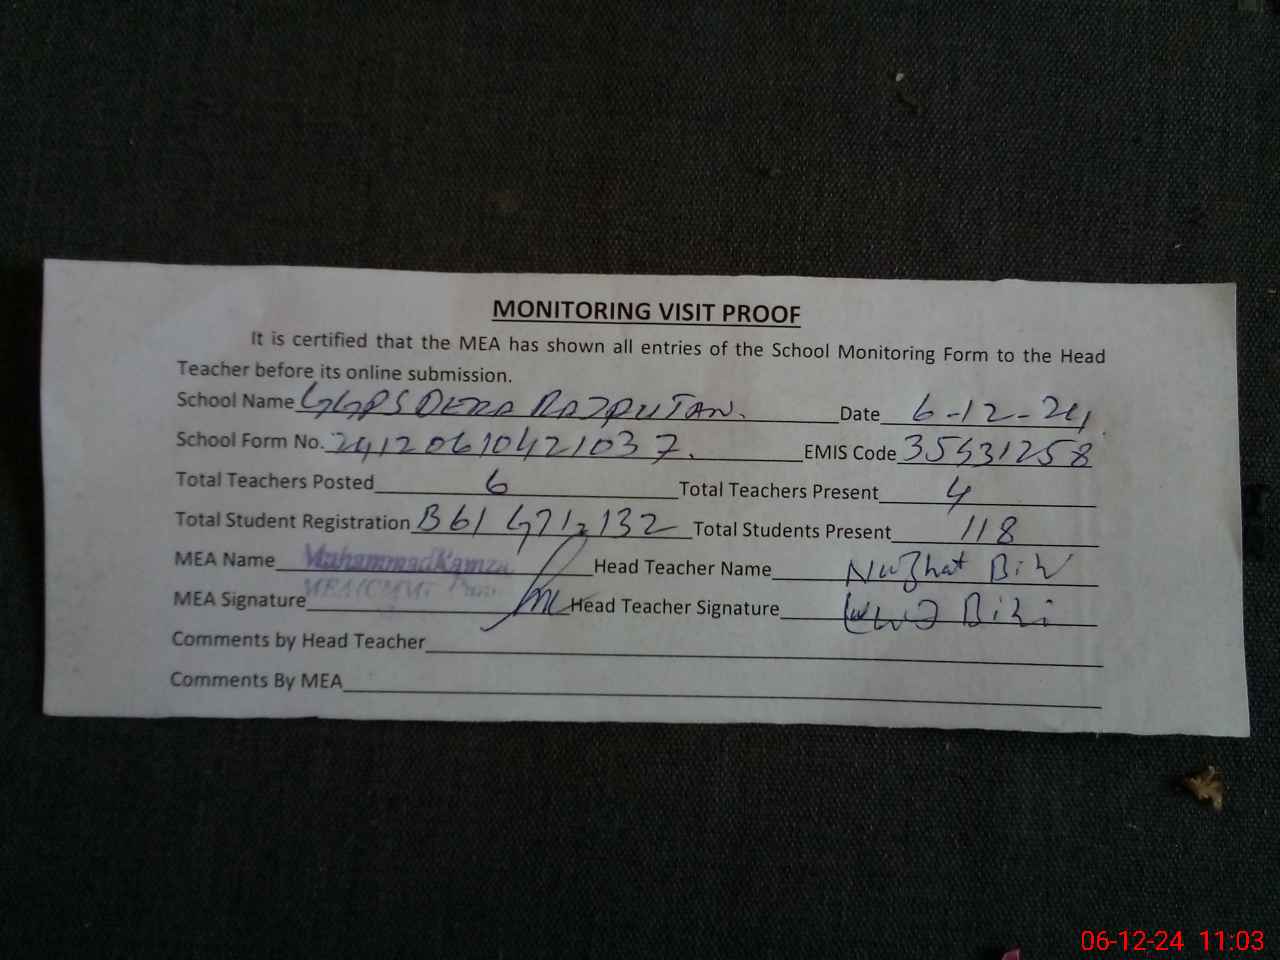 MONITORING VISIT PROOF
It is certified that the MEA has shown all entries of the School Monitoring Form to the Head
Teacher before its online submission.
School Name GGPS DERA RAJPUTAN. Date 6-12-24
School Form No. 24120610421037. EMIS Code 35431258
Total Teachers Posted 6 Total Teachers Present 4
Total Student Registration B61 G71, 132 Total Students Present 118
MEA Name Muhammad Head Teacher Name Nuzhat Bibi
MEA Signature Head Teacher Signature Bibi
Comments by Head Teacher
Comments By MEA
06-12-24 11:03